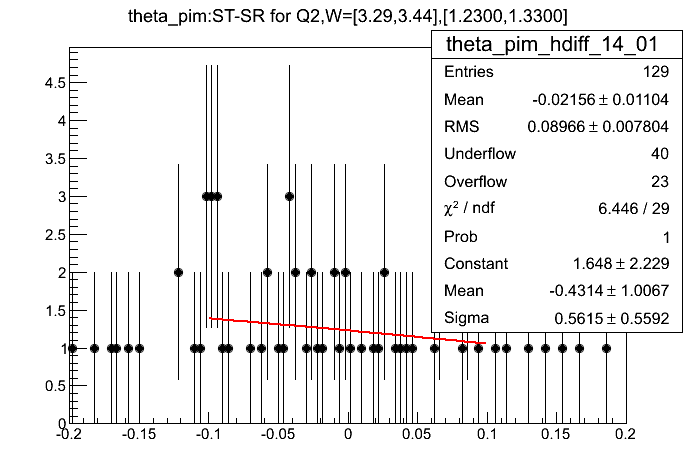 theta_pim:ST-SR for Q2,W=[3.29,3.44],[1.2300,1.3300]
theta_pim_hdiff_14_01
Entries 129
Mean -0.02156 ± 0.01104
RMS 0.08966 ± 0.007804
Underflow 40
Overflow 23
χ² / ndf 6.446 / 29
Prob 1
Constant 1.648 ± 2.229
Mean -0.4314 ± 1.0067
Sigma 0.5615 ± 0.5592
4.5
4
3.5
3
2.5
2
1.5
1
0.5
0
-0.2 -0.15 -0.1 -0.05 0 0.05 0.1 0.15 0.2